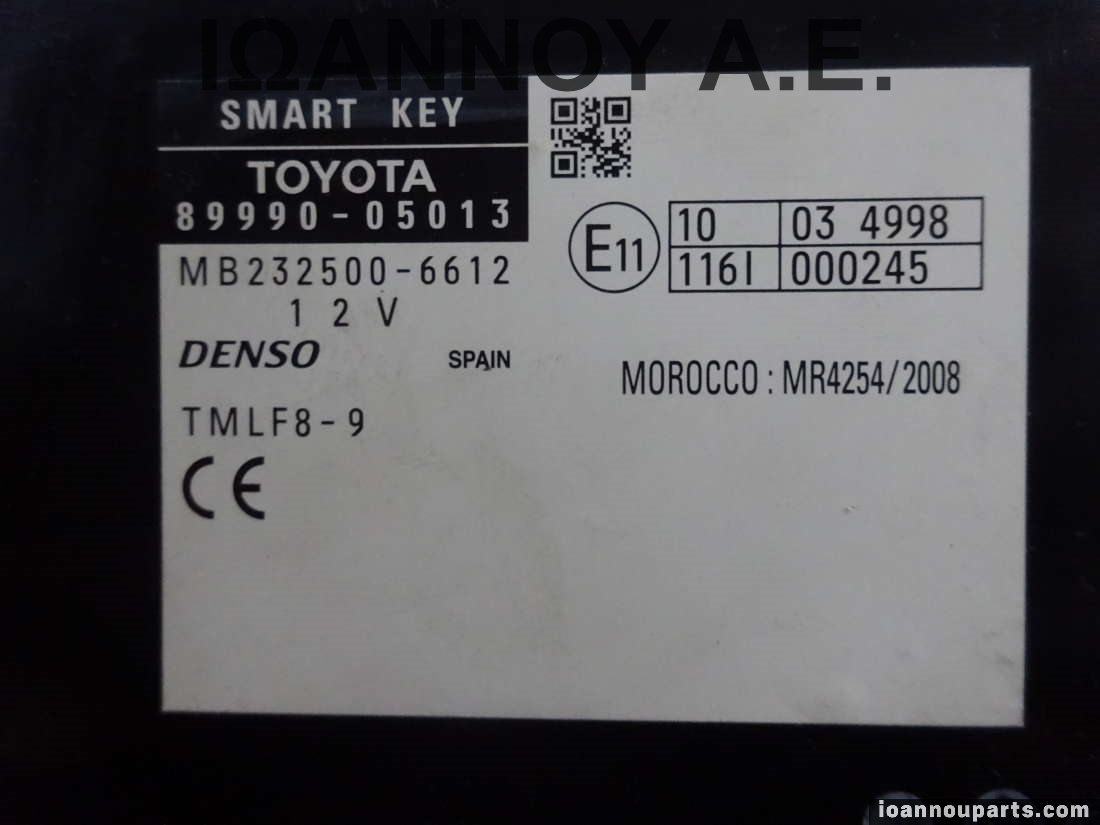 ΙΩΑΝΝΟΥ Α.Ε.
SMART KEY
TOYOTA
89990-05013
MB232500-6612
12V
DENSO SPAIN
TMLF8-9
CE
E11
10 03 4998
116I 000245
MOROCCO : MR4254/2008
ioannouparts.com